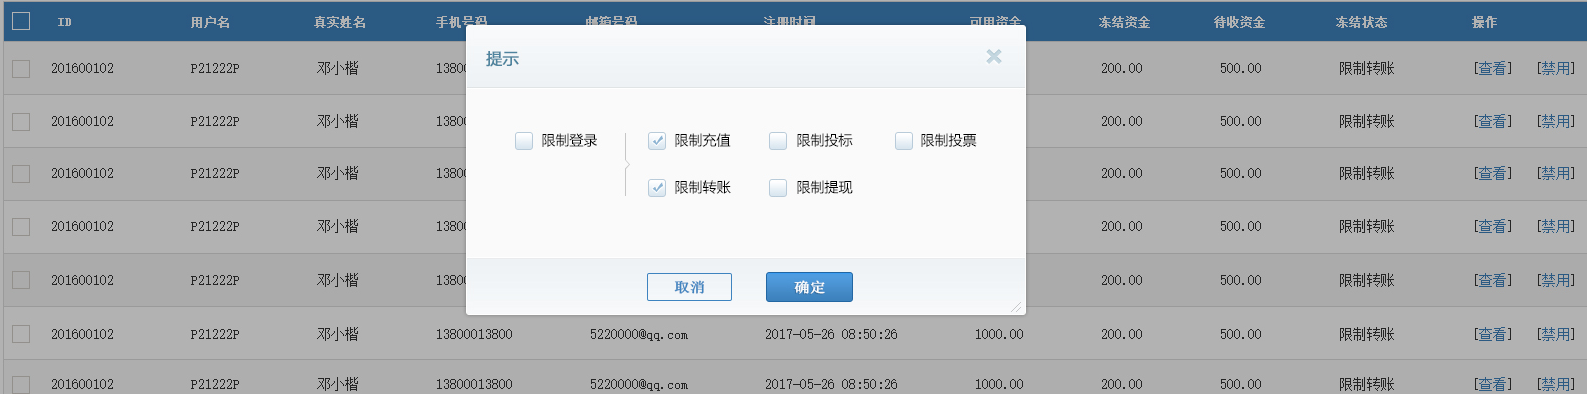 ID 用户名 真实姓名 手机号码 邮箱号码 注册时间 可用资金 冻结资金 待收资金 冻结状态 操作
提示
201600102 P21222P 邓小楷 13800 200.00 500.00 限制转账 [查看] [禁用]
201600102 P21222P 邓小楷 13800 200.00 500.00 限制转账 [查看] [禁用]
限制登录 限制充值 限制投标 限制投票
201600102 P21222P 邓小楷 13800 200.00 500.00 限制转账 [查看] [禁用]
限制转账 限制提现
201600102 P21222P 邓小楷 13800 200.00 500.00 限制转账 [查看] [禁用]
201600102 P21222P 邓小楷 13800 200.00 500.00 限制转账 [查看] [禁用]
取消 确定
201600102 P21222P 邓小楷 13800013800 5220000@qq.com 2017-05-26 08:50:26 1000.00 200.00 500.00 限制转账 [查看] [禁用]
201600102 P21222P 邓小楷 13800013800 5220000@qq.com 2017-05-26 08:50:26 1000.00 200.00 500.00 限制转账 [查看] [禁用]